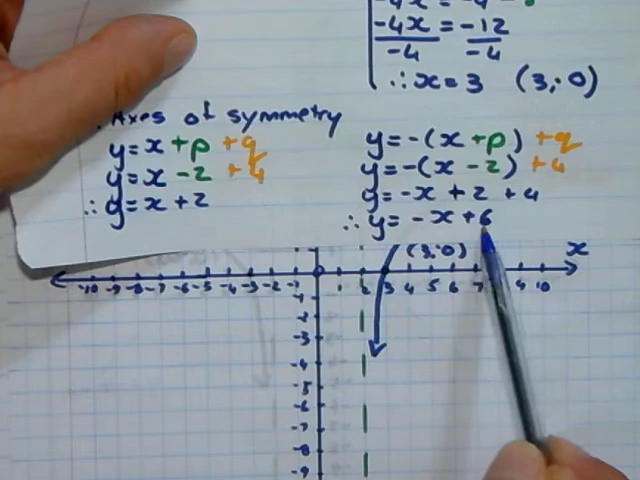 -4x = -12
-4 -4
∴ x = 3 (3;0)
Axes of symmetry
y = x + p + q
y = x - 2 + 4
∴ y = x + 2
y = -(x + p) + q
y = -(x - 2) + 4
y = -x + 2 + 4
∴ y = -x + 6
(3;0) x
-10 -9 -8 -7 -6 -5 -4 -3 -2 -1 1 2 3 4 5 6 7 9 10
-1
-2
-3
-4
-5
-6
-7
-8
-9